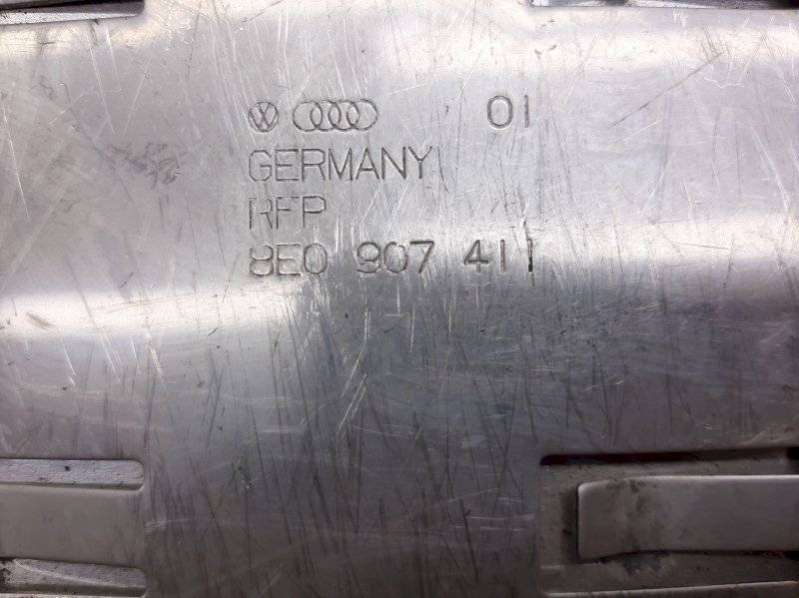 01
GERMANY
RFP
8E0 907 411